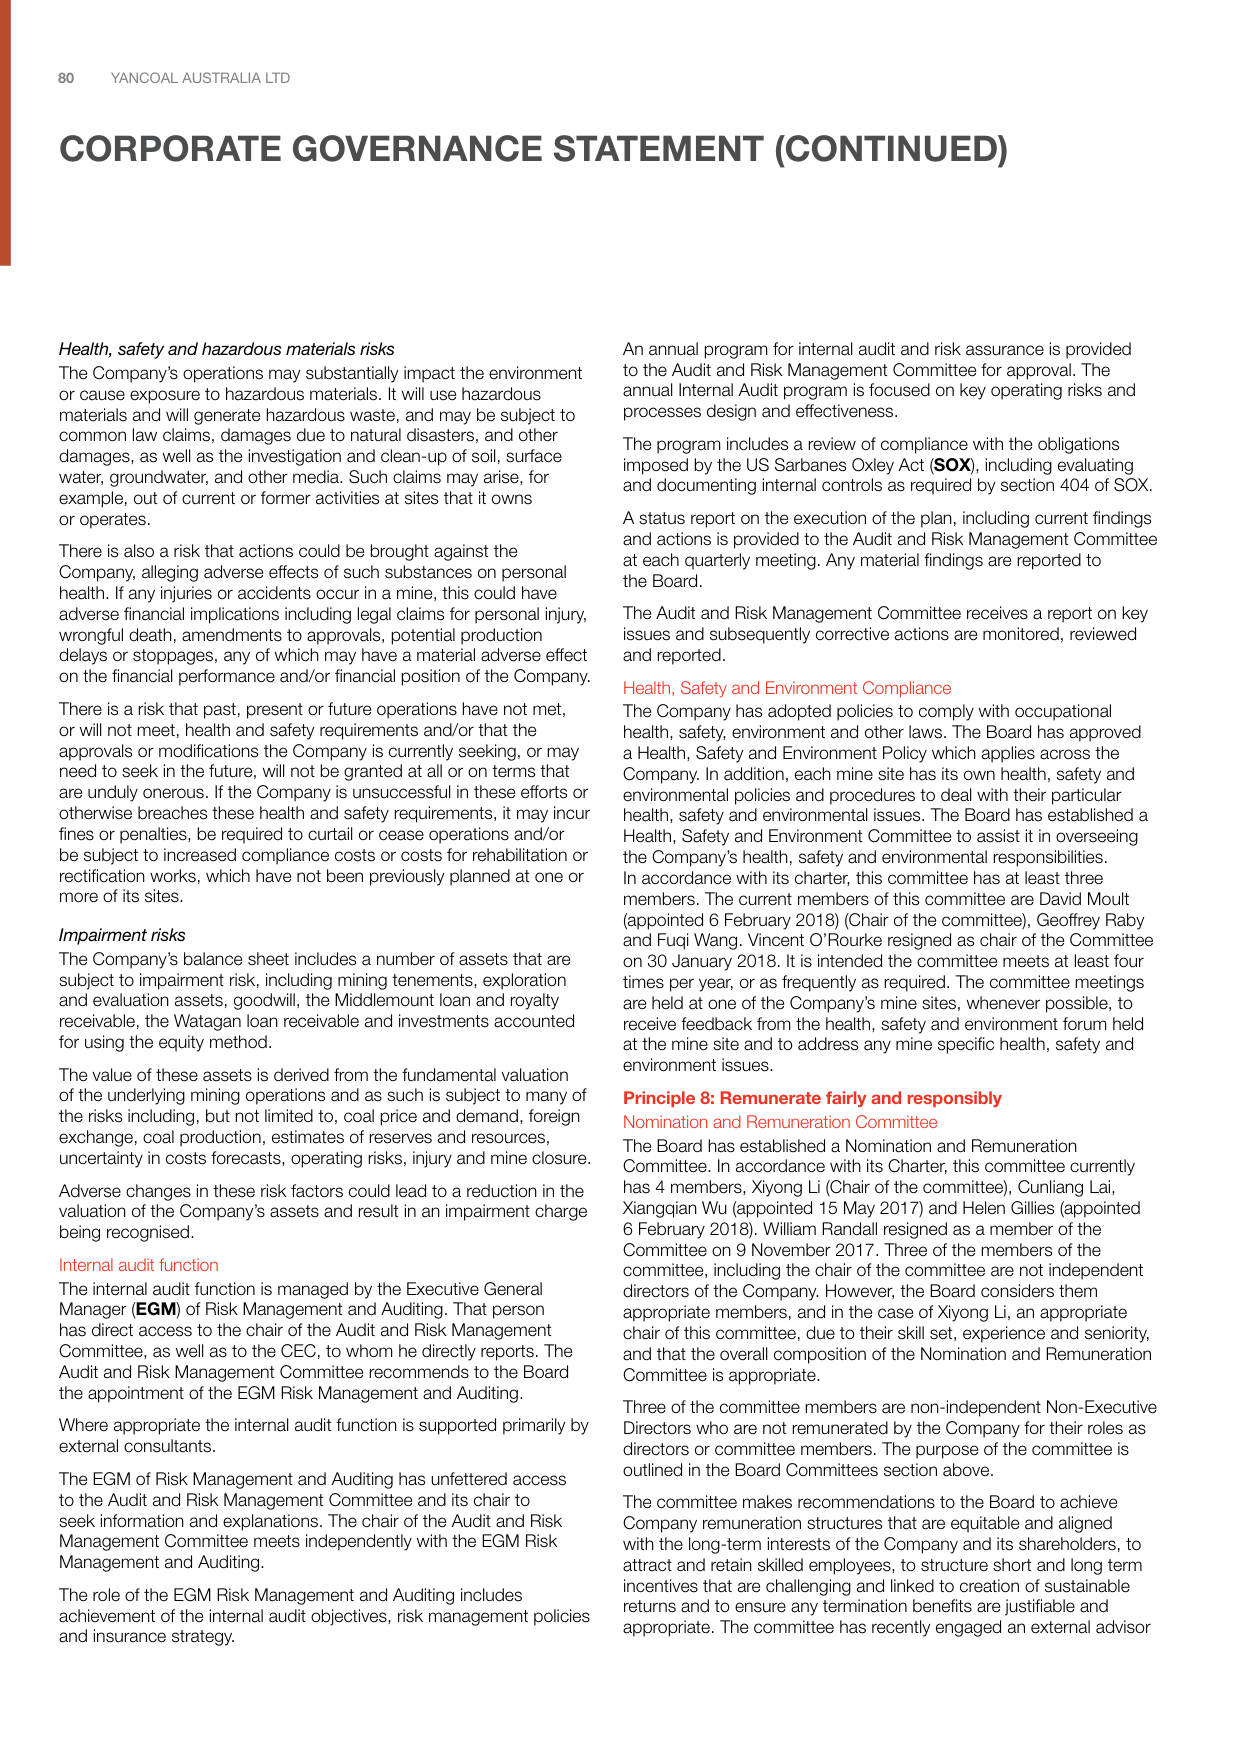 80 YANCOAL AUSTRALIA LTD
CORPORATE GOVERNANCE STATEMENT (CONTINUED)
Health, safety and hazardous materials risks
The Company’s operations may substantially impact the environment
or cause exposure to hazardous materials. It will use hazardous
materials and will generate hazardous waste, and may be subject to
common law claims, damages due to natural disasters, and other
damages, as well as the investigation and clean-up of soil, surface
water, groundwater, and other media. Such claims may arise, for
example, out of current or former activities at sites that it owns
or operates.
There is also a risk that actions could be brought against the
Company, alleging adverse effects of such substances on personal
health. If any injuries or accidents occur in a mine, this could have
adverse financial implications including legal claims for personal injury,
wrongful death, amendments to approvals, potential production
delays or stoppages, any of which may have a material adverse effect
on the financial performance and/or financial position of the Company.
There is a risk that past, present or future operations have not met,
or will not meet, health and safety requirements and/or that the
approvals or modifications the Company is currently seeking, or may
need to seek in the future, will not be granted at all or on terms that
are unduly onerous. If the Company is unsuccessful in these efforts or
otherwise breaches these health and safety requirements, it may incur
fines or penalties, be required to curtail or cease operations and/or
be subject to increased compliance costs or costs for rehabilitation or
rectification works, which have not been previously planned at one or
more of its sites.
Impairment risks
The Company’s balance sheet includes a number of assets that are
subject to impairment risk, including mining tenements, exploration
and evaluation assets, goodwill, the Middlemount loan and royalty
receivable, the Watagan loan receivable and investments accounted
for using the equity method.
The value of these assets is derived from the fundamental valuation
of the underlying mining operations and as such is subject to many of
the risks including, but not limited to, coal price and demand, foreign
exchange, coal production, estimates of reserves and resources,
uncertainty in costs forecasts, operating risks, injury and mine closure.
Adverse changes in these risk factors could lead to a reduction in the
valuation of the Company’s assets and result in an impairment charge
being recognised.
Internal audit function
The internal audit function is managed by the Executive General
Manager (EGM) of Risk Management and Auditing. That person
has direct access to the chair of the Audit and Risk Management
Committee, as well as to the CEC, to whom he directly reports. The
Audit and Risk Management Committee recommends to the Board
the appointment of the EGM Risk Management and Auditing.
Where appropriate the internal audit function is supported primarily by
external consultants.
The EGM of Risk Management and Auditing has unfettered access
to the Audit and Risk Management Committee and its chair to
seek information and explanations. The chair of the Audit and Risk
Management Committee meets independently with the EGM Risk
Management and Auditing.
The role of the EGM Risk Management and Auditing includes
achievement of the internal audit objectives, risk management policies
and insurance strategy.
An annual program for internal audit and risk assurance is provided
to the Audit and Risk Management Committee for approval. The
annual Internal Audit program is focused on key operating risks and
processes design and effectiveness.
The program includes a review of compliance with the obligations
imposed by the US Sarbanes Oxley Act (SOX), including evaluating
and documenting internal controls as required by section 404 of SOX.
A status report on the execution of the plan, including current findings
and actions is provided to the Audit and Risk Management Committee
at each quarterly meeting. Any material findings are reported to
the Board.
The Audit and Risk Management Committee receives a report on key
issues and subsequently corrective actions are monitored, reviewed
and reported.
Health, Safety and Environment Compliance
The Company has adopted policies to comply with occupational
health, safety, environment and other laws. The Board has approved
a Health, Safety and Environment Policy which applies across the
Company. In addition, each mine site has its own health, safety and
environmental policies and procedures to deal with their particular
health, safety and environmental issues. The Board has established a
Health, Safety and Environment Committee to assist it in overseeing
the Company’s health, safety and environmental responsibilities.
In accordance with its charter, this committee has at least three
members. The current members of this committee are David Moult
(appointed 6 February 2018) (Chair of the committee), Geoffrey Raby
and Fuqi Wang. Vincent O’Rourke resigned as chair of the Committee
on 30 January 2018. It is intended the committee meets at least four
times per year, or as frequently as required. The committee meetings
are held at one of the Company’s mine sites, whenever possible, to
receive feedback from the health, safety and environment forum held
at the mine site and to address any mine specific health, safety and
environment issues.
Principle 8: Remunerate fairly and responsibly
Nomination and Remuneration Committee
The Board has established a Nomination and Remuneration
Committee. In accordance with its Charter, this committee currently
has 4 members, Xiyong Li (Chair of the committee), Cunliang Lai,
Xiangqian Wu (appointed 15 May 2017) and Helen Gillies (appointed
6 February 2018). William Randall resigned as a member of the
Committee on 9 November 2017. Three of the members of the
committee, including the chair of the committee are not independent
directors of the Company. However, the Board considers them
appropriate members, and in the case of Xiyong Li, an appropriate
chair of this committee, due to their skill set, experience and seniority,
and that the overall composition of the Nomination and Remuneration
Committee is appropriate.
Three of the committee members are non-independent Non-Executive
Directors who are not remunerated by the Company for their roles as
directors or committee members. The purpose of the committee is
outlined in the Board Committees section above.
The committee makes recommendations to the Board to achieve
Company remuneration structures that are equitable and aligned
with the long-term interests of the Company and its shareholders, to
attract and retain skilled employees, to structure short and long term
incentives that are challenging and linked to creation of sustainable
returns and to ensure any termination benefits are justifiable and
appropriate. The committee has recently engaged an external advisor